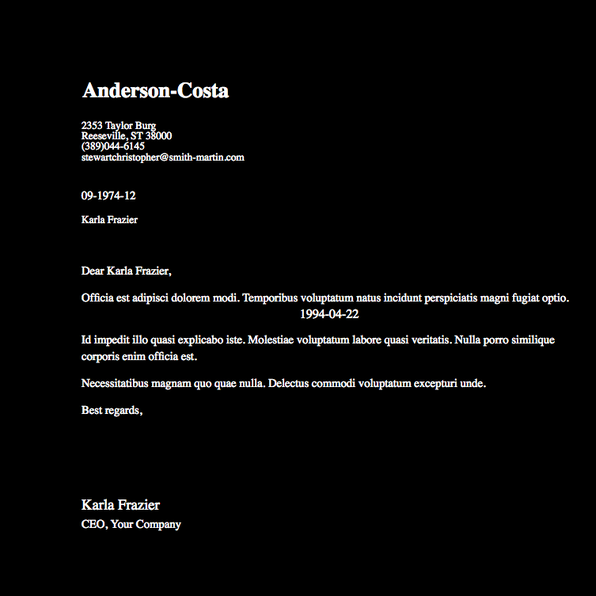 Anderson-Costa
2353 Taylor Burg
Reeseville, ST 38000
(389)044-6145
stewartchristopher@smith-martin.com
09-1974-12
Karla Frazier
Dear Karla Frazier,
Officia est adipisci dolorem modi. Temporibus voluptatum natus incidunt perspiciatis magni fugiat optio.
1994-04-22
Id impedit illo quasi explicabo iste. Molestiae voluptatum labore quasi veritatis. Nulla porro similique
corporis enim officia est.
Necessitatibus magnam quo quae nulla. Delectus commodi voluptatum excepturi unde.
Best regards,
Karla Frazier
CEO, Your Company